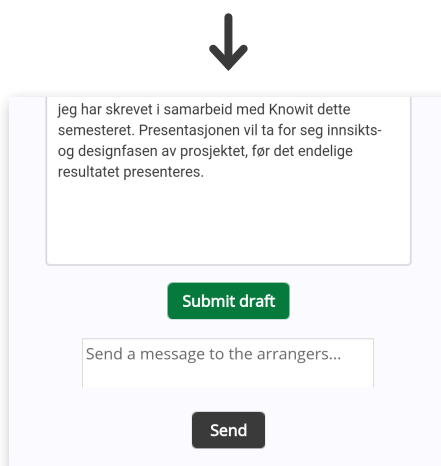 jeg har skrevet i samarbeid med Knowit dette
semesteret. Presentasjonen vil ta for seg innsikts-
og designfasen av prosjektet, før det endelige
resultatet presenteres.
Submit draft
Send a message to the arrangers...
Send